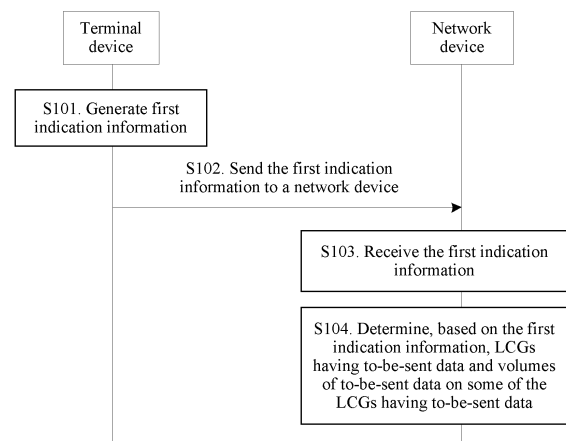 Terminal
device
Network
device
S101. Generate first
indication information
S102. Send the first indication
information to a network device
S103. Receive the first indication
information
S104. Determine, based on the first
indication information, LCGs
having to-be-sent data and volumes
of to-be-sent data on some of the
LCGs having to-be-sent data